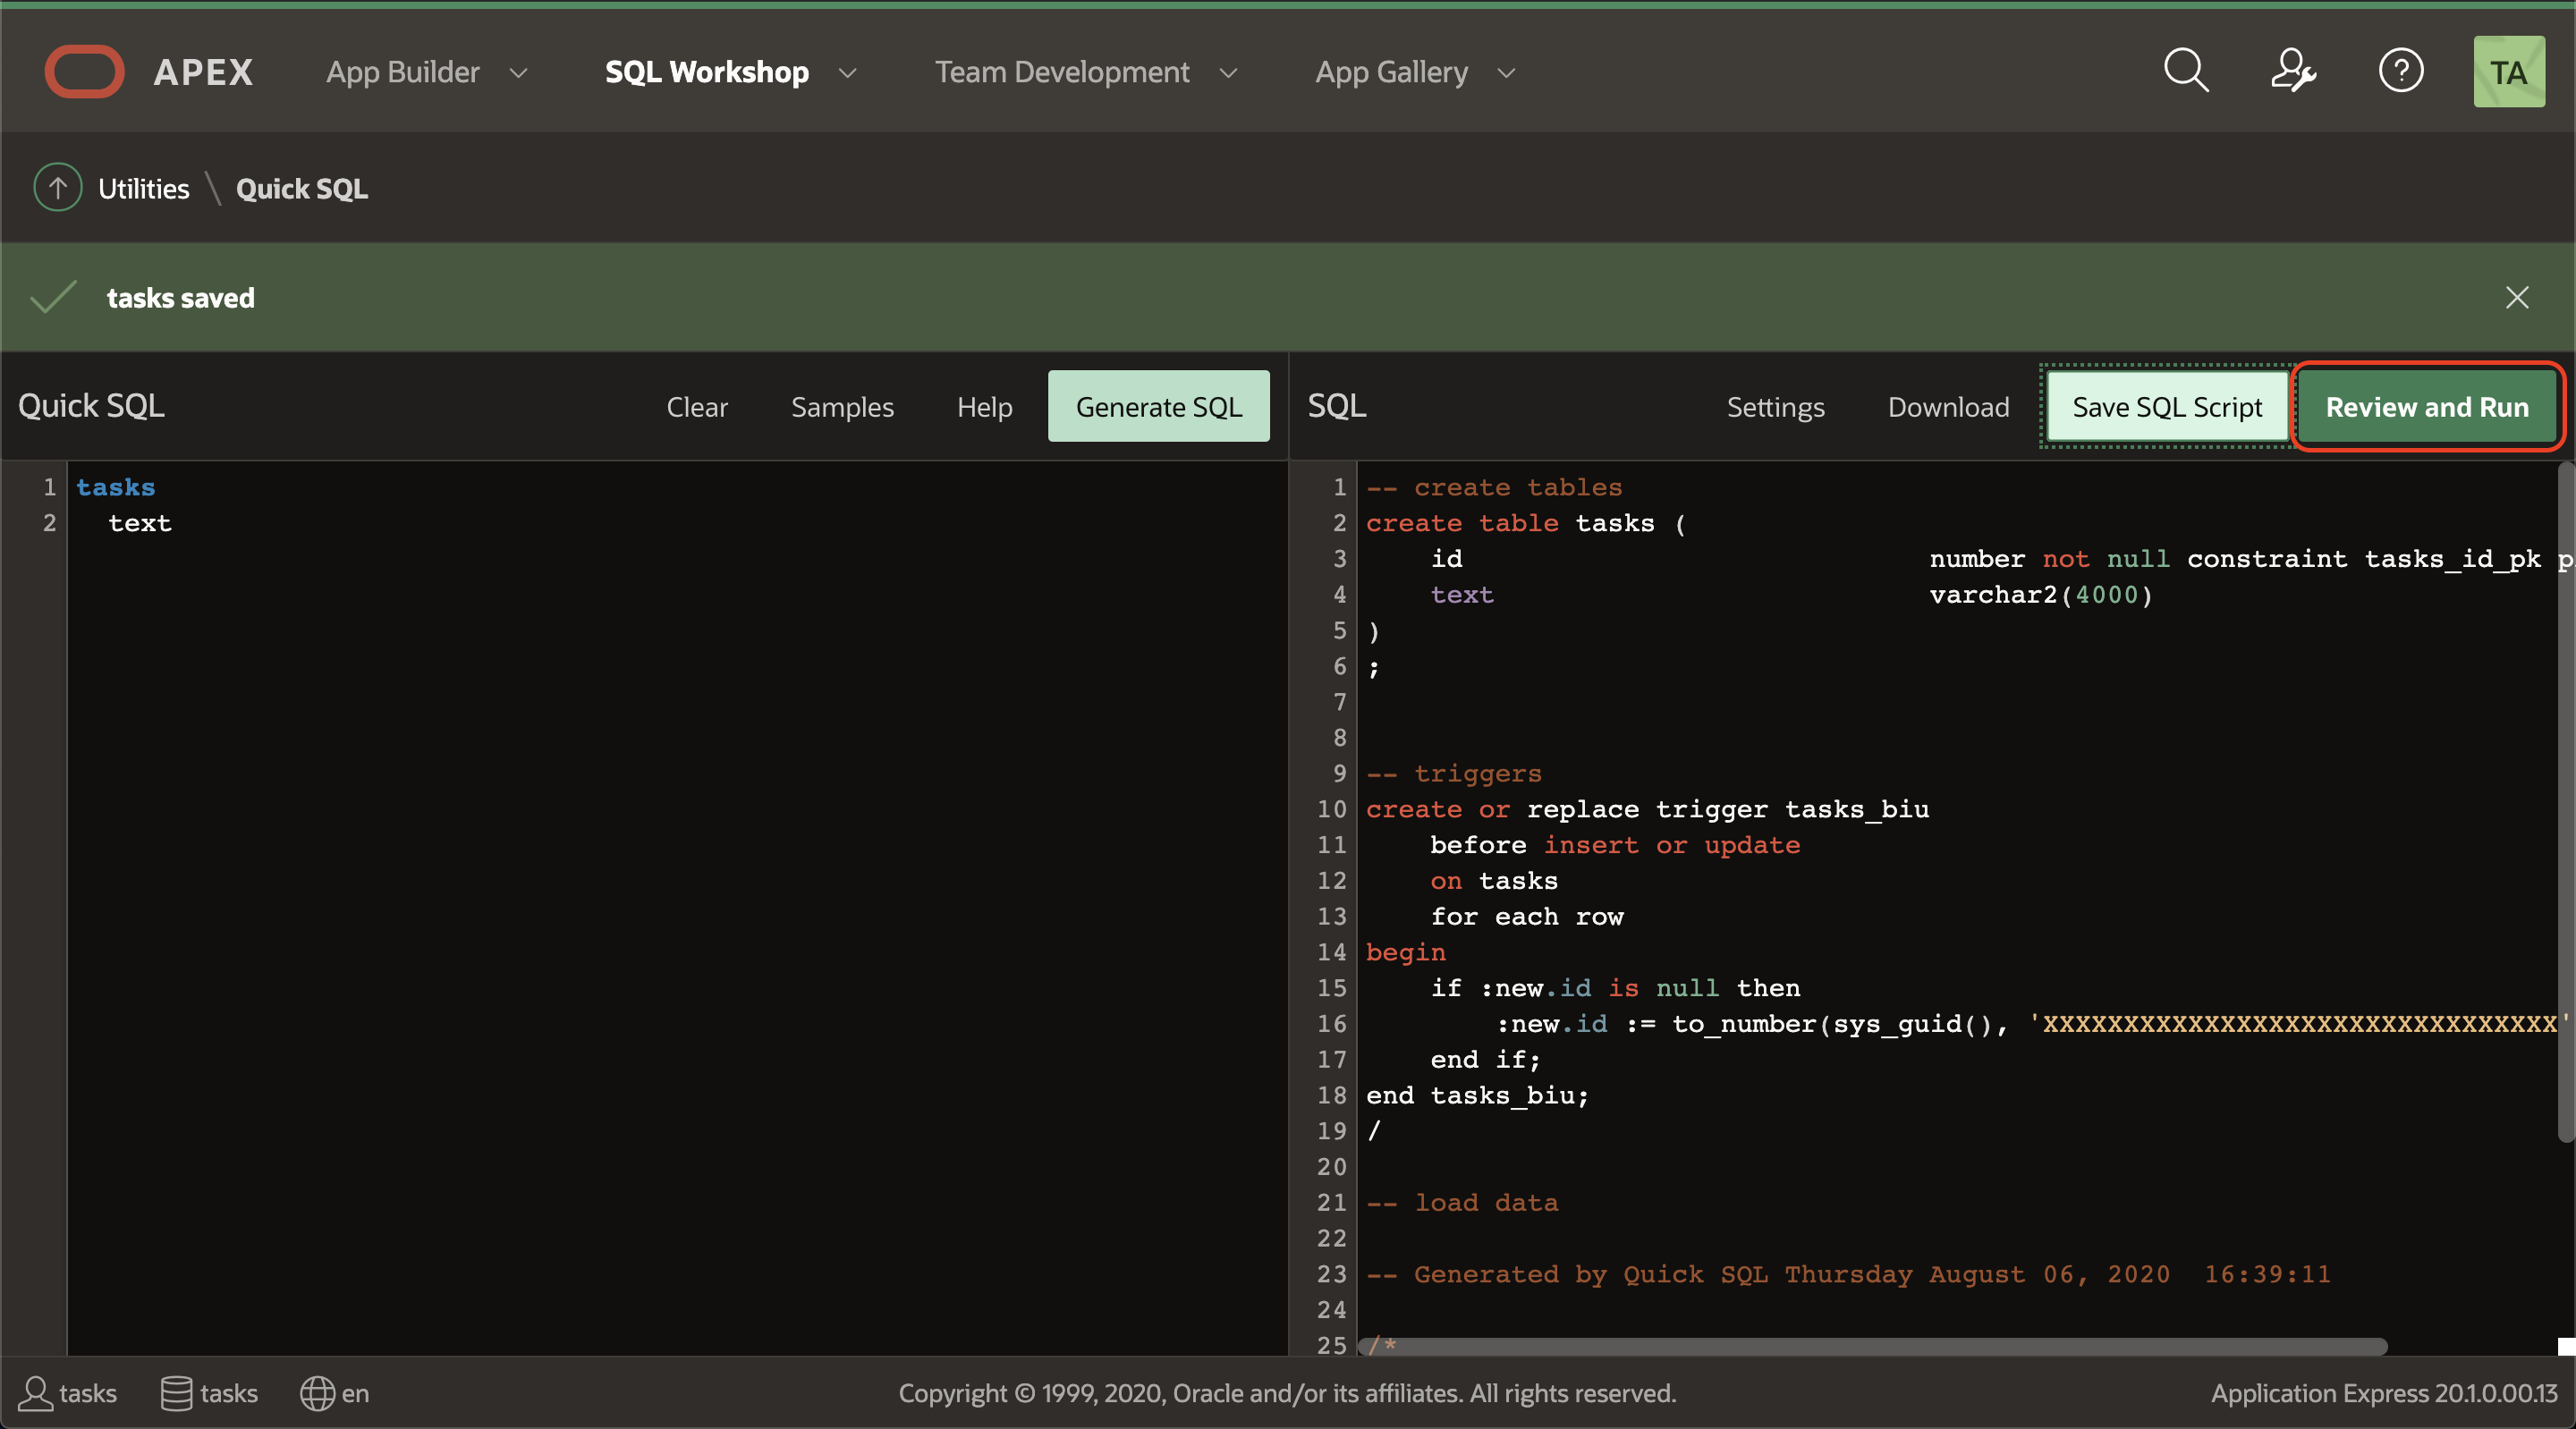 APEX App Builder SQL Workshop Team Development App Gallery TA
Utilities \ Quick SQL
tasks saved
Quick SQL Clear Samples Help Generate SQL
1 tasks
2 text
SQL Settings Download Save SQL Script Review and Run
1 -- create tables
2 create table tasks (
3 id number not null constraint tasks_id_pk p
4 text varchar2(4000)
5 )
6 ;
7
8
9 -- triggers
10 create or replace trigger tasks_biu
11 before insert or update
12 on tasks
13 for each row
14 begin
15 if :new.id is null then
16 :new.id := to_number(sys_guid(), 'XXXXXXXXXXXXXXXXXXXXXXXXXXXXXXXX'
17 end if;
18 end tasks_biu;
19 /
20
21 -- load data
22
23 -- Generated by Quick SQL Thursday August 06, 2020  16:39:11
24
25 /*
tasks tasks en Copyright © 1999, 2020, Oracle and/or its affiliates. All rights reserved. Application Express 20.1.0.00.13